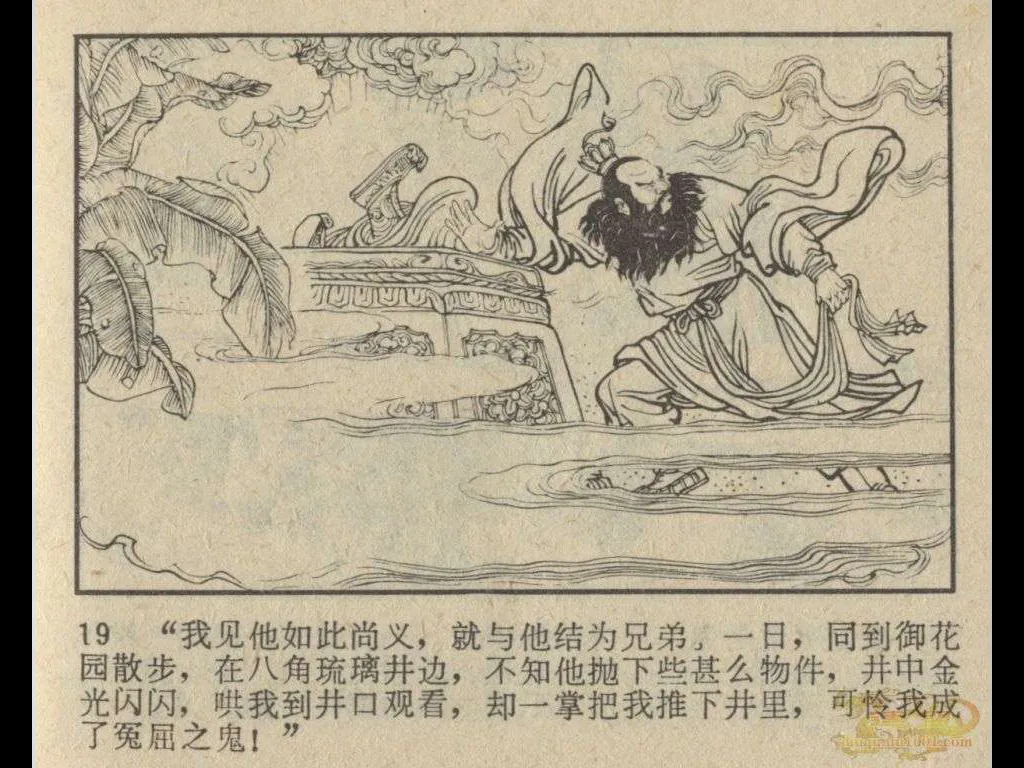 19 “我见他如此尚义，就与他结为兄弟。一日，同到御花
园散步，在八角琉璃井边，不知他抛下些甚么物件，井中金
光闪闪，哄我到井口观看，却一掌把我推下井里，可怜我成
了冤屈之鬼！”